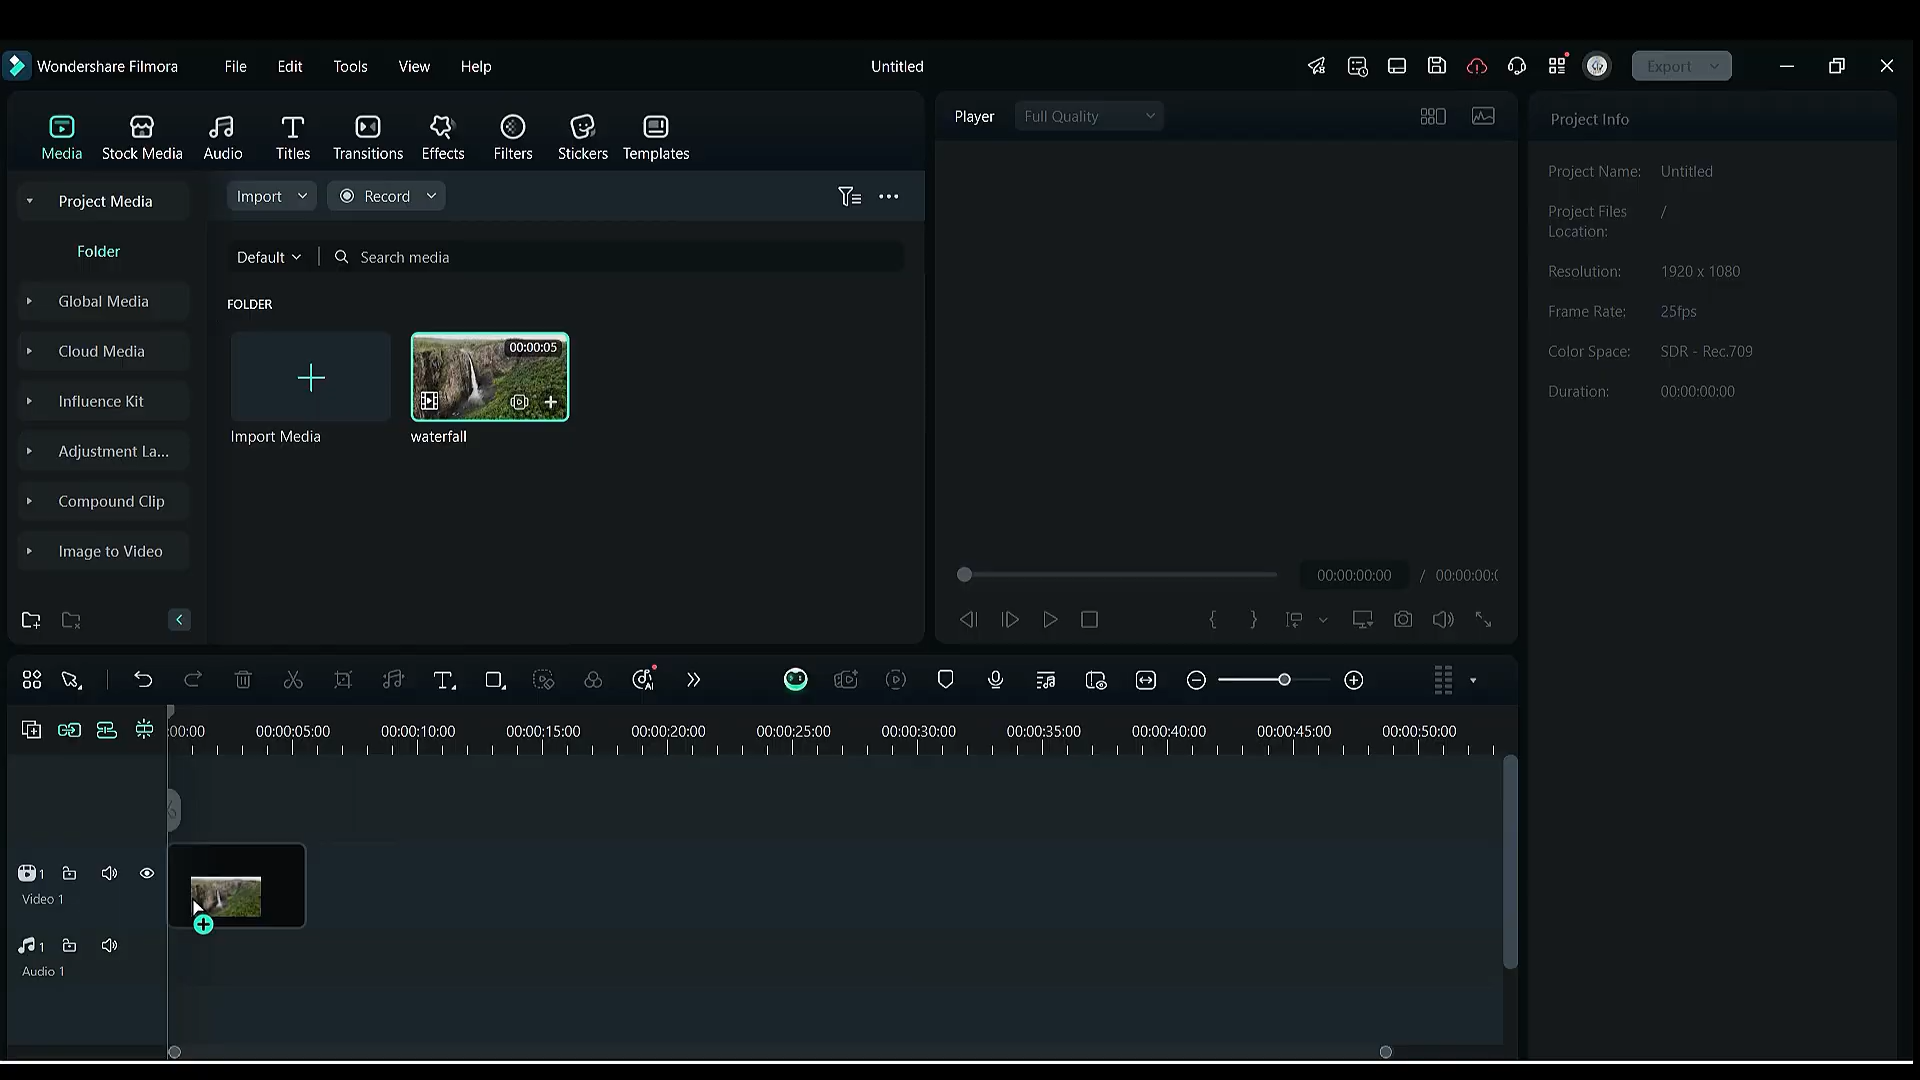 Wondershare Filmora File Edit Tools View Help Untitled Export
Media Stock Media Audio Titles Transitions Effects Filters Stickers Templates
Player Full Quality
Project Info
Project Media
Folder
Global Media
Cloud Media
Influence Kit
Adjustment La...
Compound Clip
Image to Video
Import Record
Default Search media
FOLDER
00:00:05
Import Media waterfall
00:00:00:00 / 00:00:00:(
Project Name: Untitled
Project Files Location: /
Resolution: 1920 x 1080
Frame Rate: 25fps
Color Space: SDR - Rec.709
Duration: 00:00:00:00
:00:00 00:00:05:00 00:00:10:00 00:00:15:00 00:00:20:00 00:00:25:00 00:00:30:00 00:00:35:00 00:00:40:00 00:00:45:00 00:00:50:00
1
Video 1
1
Audio 1